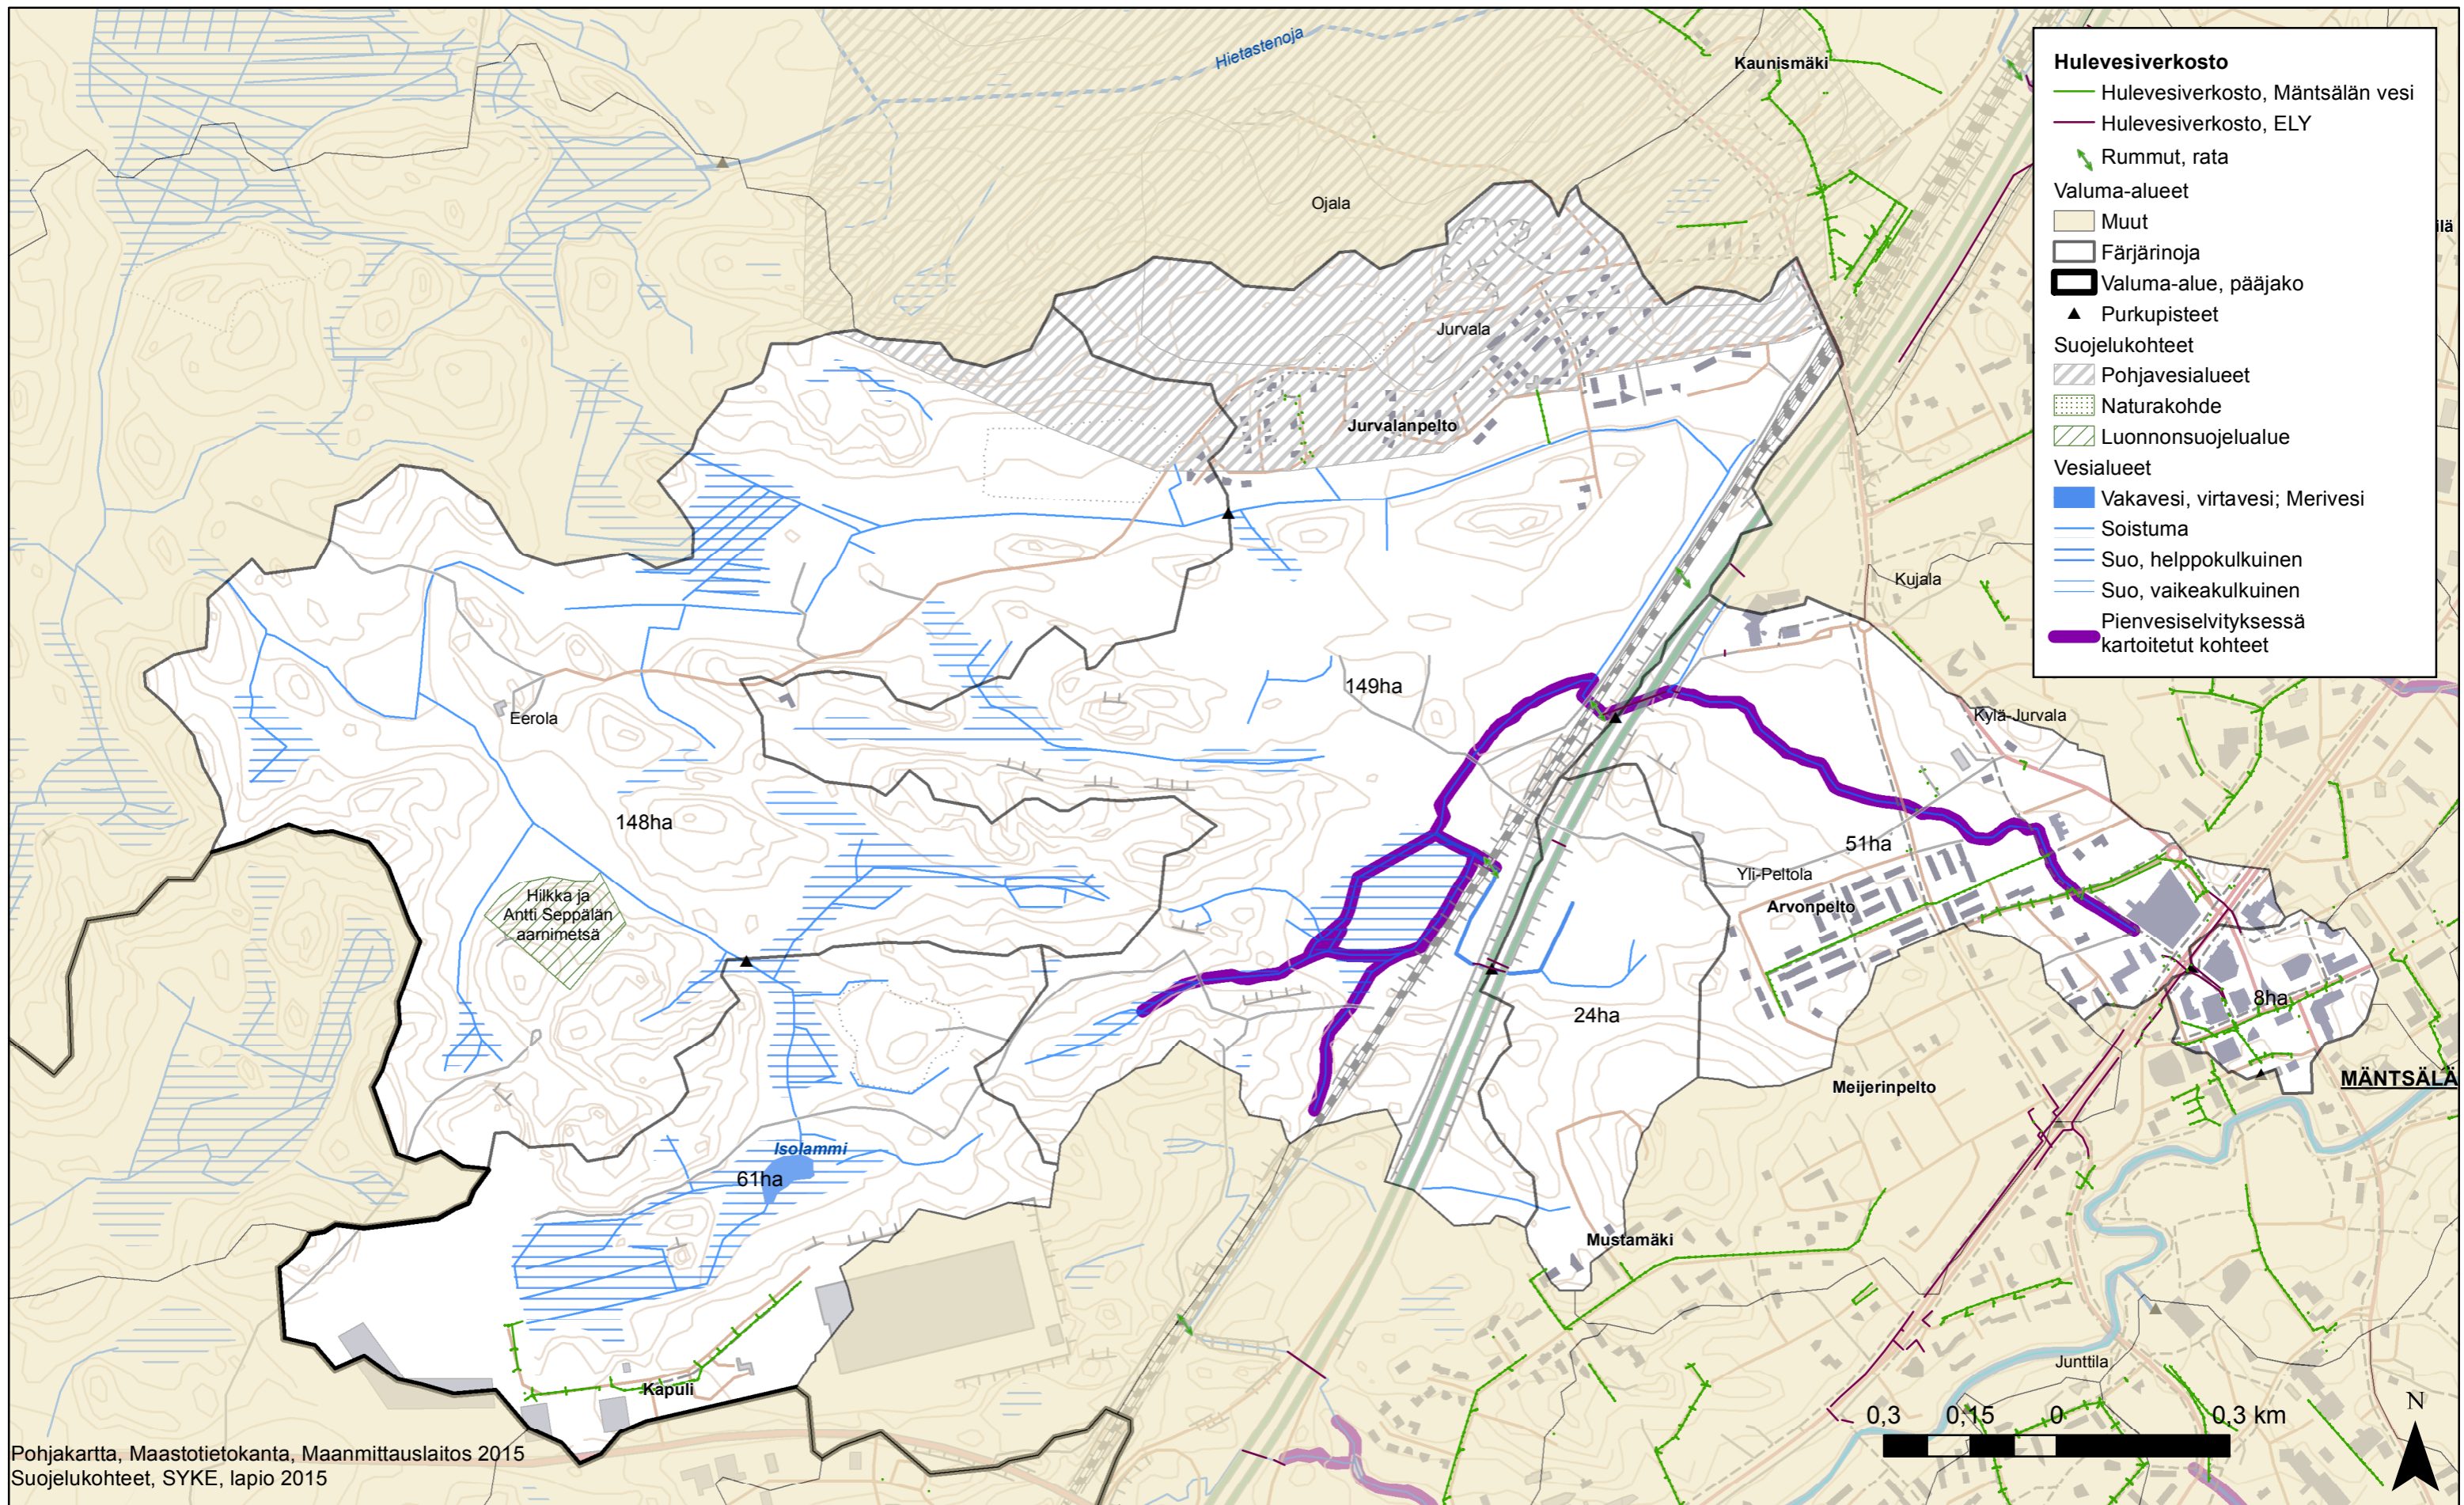 Hulevesiverkosto
Hulevesiverkosto, Mäntsälän vesi
Hulevesiverkosto, ELY
Rummut, rata
Valuma-alueet
Muut
Färjärinoja
Valuma-alue, pääjako
Purkupisteet
Suojelukohteet
Pohjavesialueet
Naturakohde
Luonnonsuojelualue
Vesialueet
Vakavesi, virtavesi; Merivesi
Soistuma
Suo, helppokulkuinen
Suo, vaikeakulkuinen
Pienvesiselvityksessä
kartoitetut kohteet
Hietastenoja
Kaunismäki
Ojala
ilä
Jurvala
Jurvalanpelto
Kujala
149ha
Eerola
Kylä-Jurvala
148ha
51ha
Yli-Peltola
Hilkka ja
Antti Seppälän
aarnimetsä
Arvonpelto
8ha
24ha
MÄNTSÄLÄ
Meijerinpelto
Isolammi
61ha
Mustamäki
Junttila
Kapuli
0,3 0,15 0 0,3 km
N
Pohjakartta, Maastotietokanta, Maanmittauslaitos 2015
Suojelukohteet, SYKE, lapio 2015